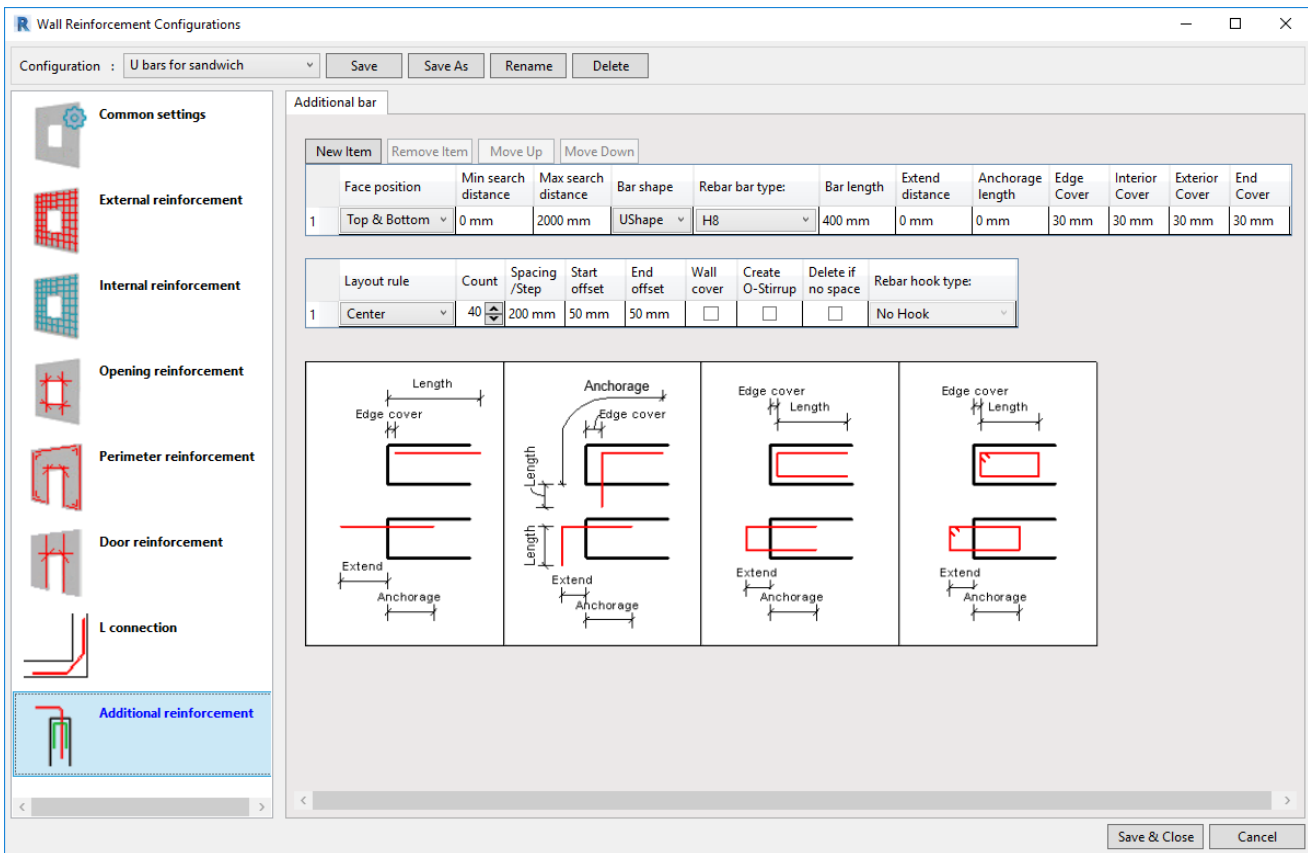 R Wall Reinforcement Configurations
Configuration : U bars for sandwich Save Save As Rename Delete
Common settings
External reinforcement
Internal reinforcement
Opening reinforcement
Perimeter reinforcement
Door reinforcement
L connection
Additional reinforcement
Additional bar
New Item Remove Item Move Up Move Down
Face position Min search distance Max search distance Bar shape Rebar bar type: Bar length Extend distance Anchorage length Edge Cover Interior Cover Exterior Cover End Cover
1 Top & Bottom 0 mm 2000 mm UShape H8 400 mm 0 mm 0 mm 30 mm 30 mm 30 mm 30 mm
Layout rule Count Spacing /Step Start offset End offset Wall cover Create O-Stirrup Delete if no space Rebar hook type:
1 Center 40 200 mm 50 mm 50 mm No Hook
Length
Edge cover
Extend
Anchorage
Anchorage
Edge cover
Length
Length
Extend
Anchorage
Edge cover
Length
Extend
Anchorage
Edge cover
Length
Extend
Anchorage
Save & Close Cancel